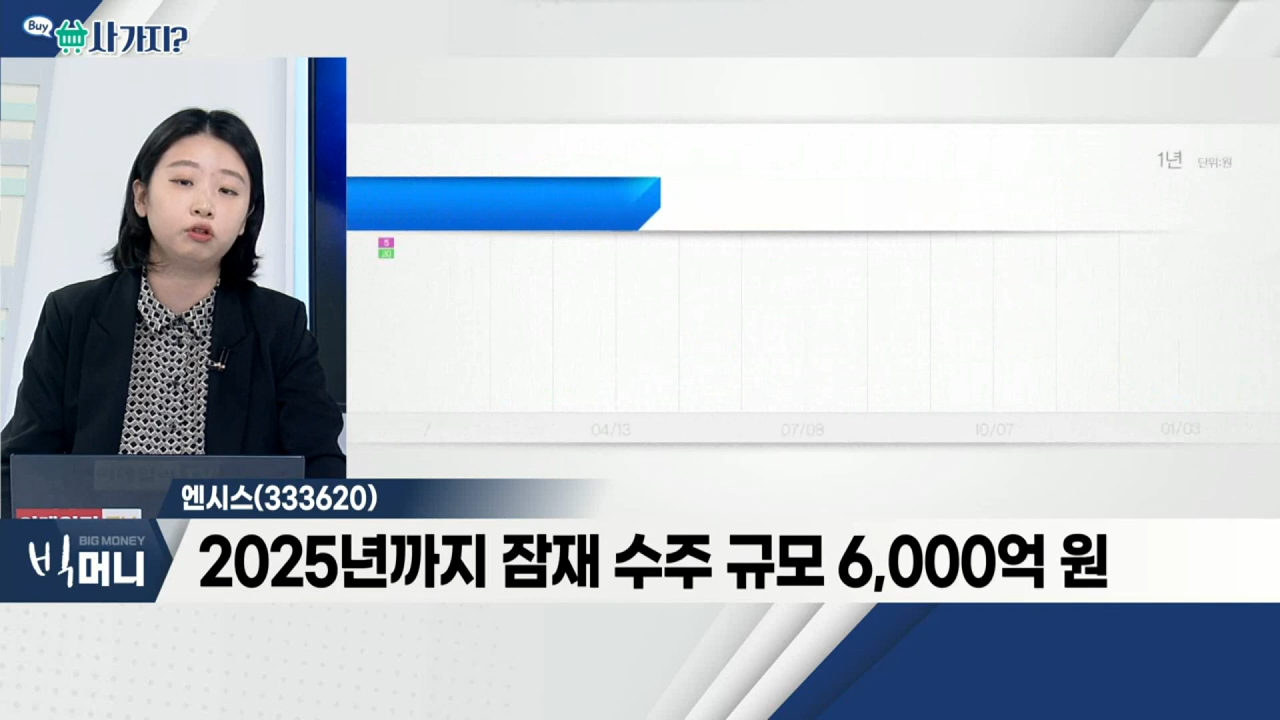 Buy
사가지?
1년 단위:원
5
20
04/13 07/08 10/07 01/03
엔시스(333620)
BIG MONEY
빅머니
2025년까지 잠재 수주 규모 6,000억 원